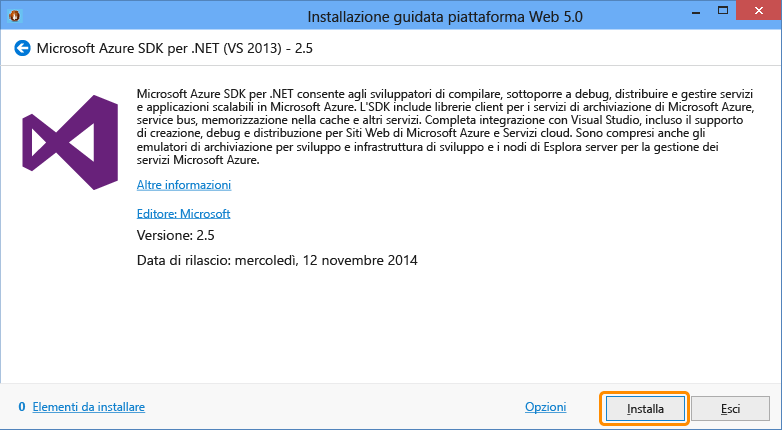 Installazione guidata piattaforma Web 5.0
Microsoft Azure SDK per .NET (VS 2013) - 2.5
Microsoft Azure SDK per .NET consente agli sviluppatori di compilare, sottoporre a debug, distribuire e gestire servizi
e applicazioni scalabili in Microsoft Azure. L'SDK include librerie client per i servizi di archiviazione di Microsoft Azure,
service bus, memorizzazione nella cache e altri servizi. Completa integrazione con Visual Studio, incluso il supporto
di creazione, debug e distribuzione per Siti Web di Microsoft Azure e Servizi cloud. Sono compresi anche gli
emulatori di archiviazione per sviluppo e infrastruttura di sviluppo e i nodi di Esplora server per la gestione dei
servizi Microsoft Azure.
Altre informazioni
Editore: Microsoft
Versione: 2.5
Data di rilascio: mercoledì, 12 novembre 2014
0 Elementi da installare
Opzioni
Installa
Esci